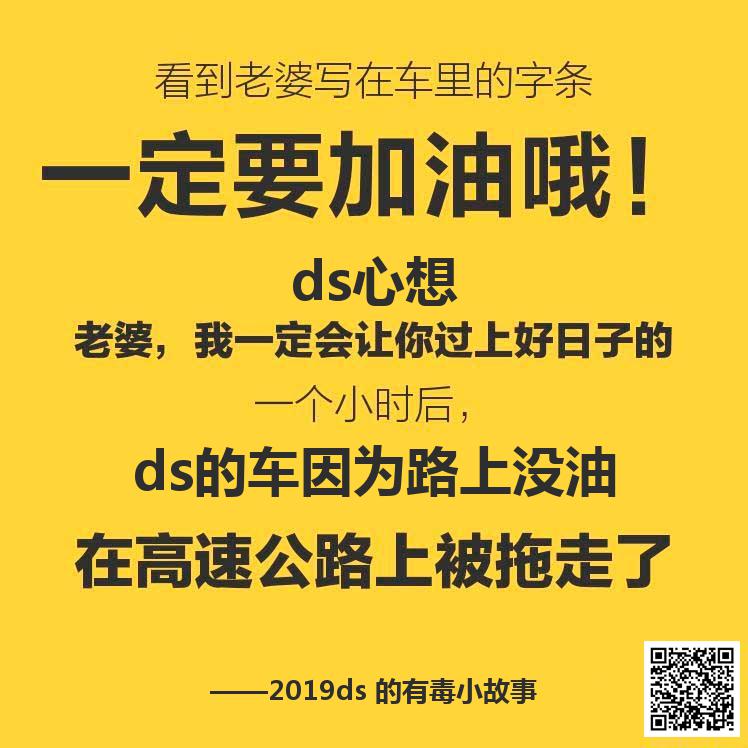 看到老婆写在车里的字条
一定要加油哦！
ds心想
老婆，我一定会让你过上好日子的
一个小时后，
ds的车因为路上没油
在高速公路上被拖走了
——2019ds 的有毒小故事